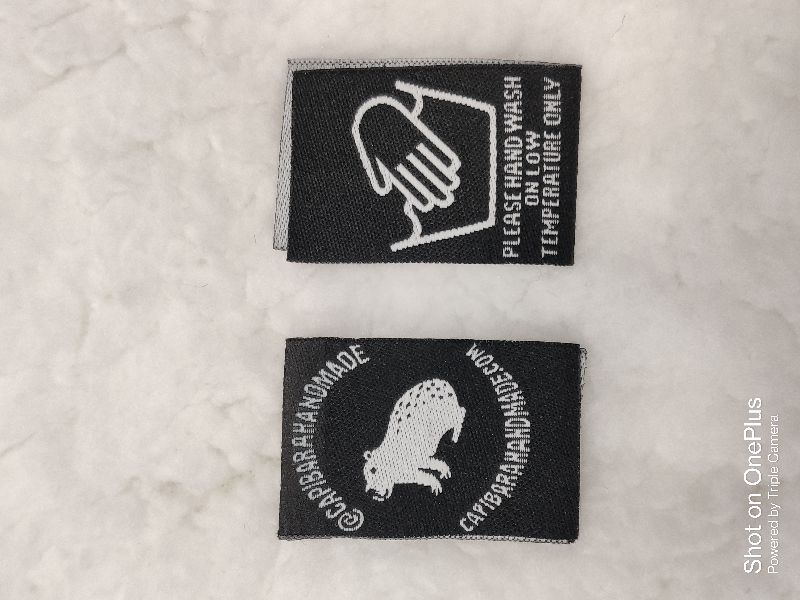 PLEASE HAND WASH
ON LOW
TEMPERATURE ONLY
@CAPIBARAHANDMADE
CAPIBARAHANDMADE.COM
Shot on OnePlus
Powered by Triple Camera